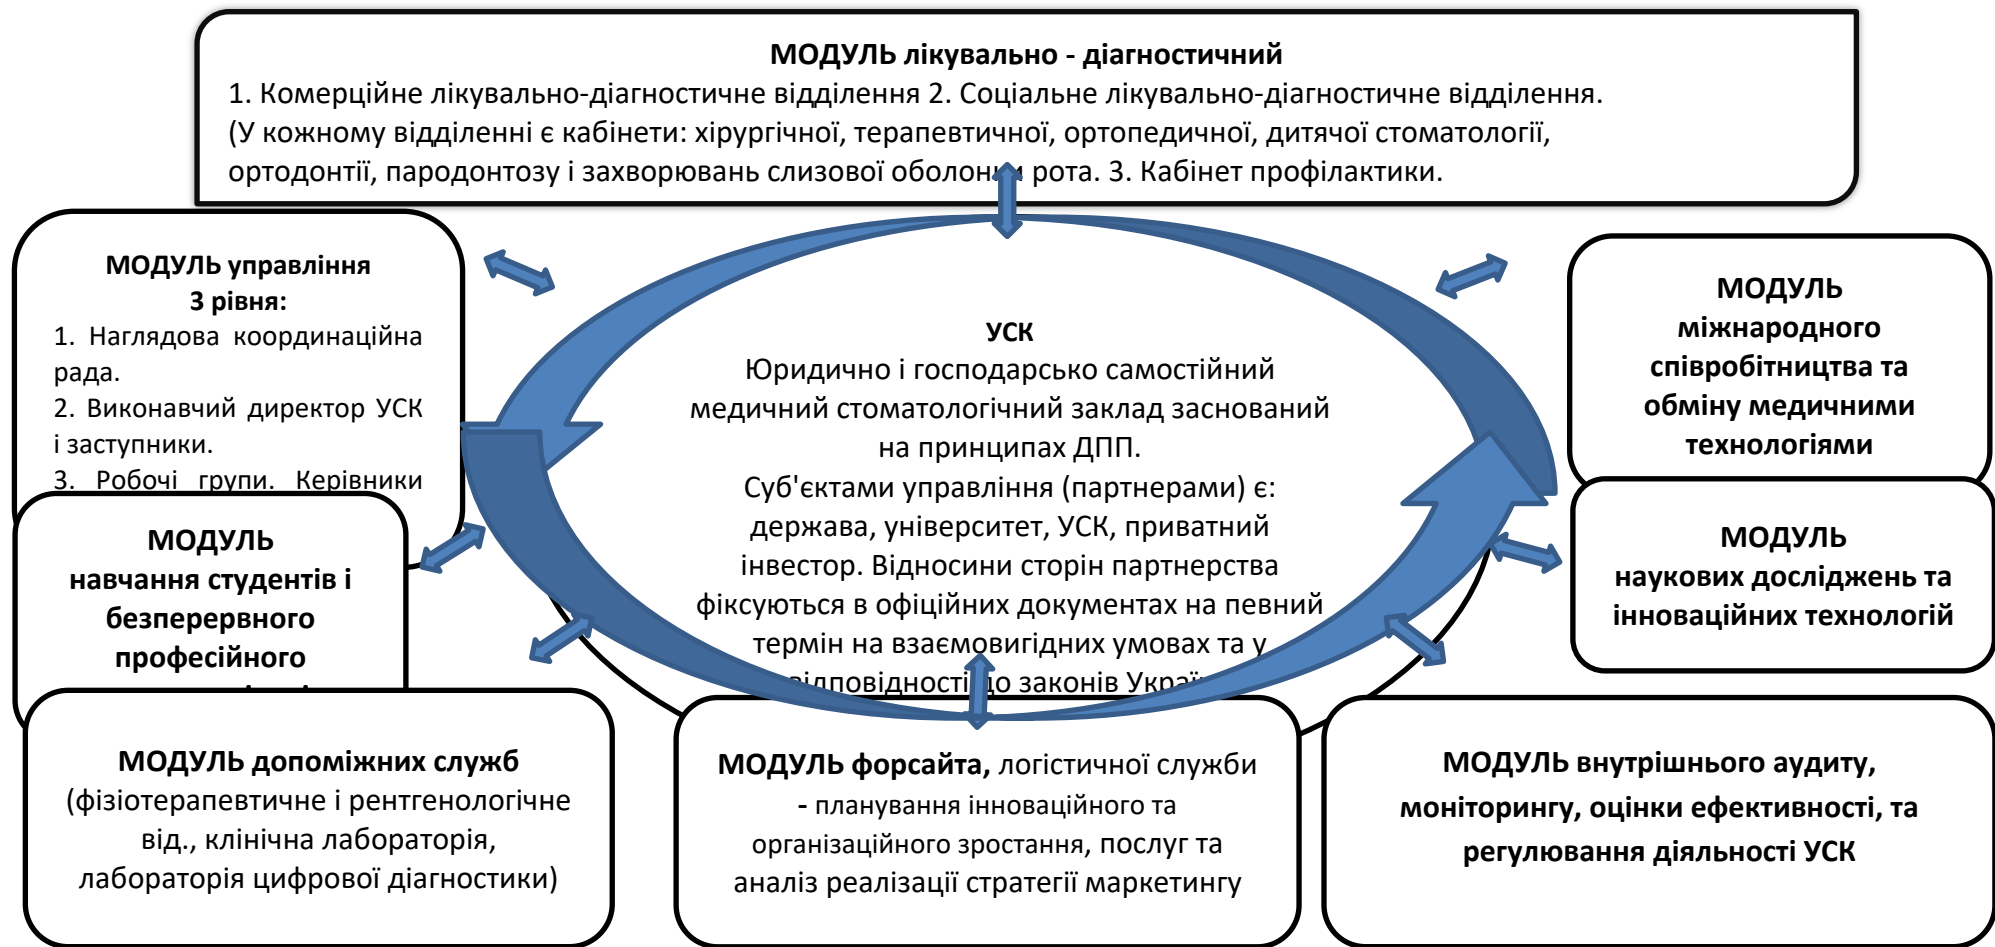 МОДУЛЬ лікувально - діагностичний
1. Комерційне лікувально-діагностичне відділення 2. Соціальне лікувально-діагностичне відділення.
(У кожному відділенні є кабінети: хірургічної, терапевтичної, ортопедичної, дитячої стоматології,
ортодонтії, пародонтозу і захворювань слизової оболонки рота. 3. Кабінет профілактики.
МОДУЛЬ управління
3 рівня:
1. Наглядова координаційна
рада.
2. Виконавчий директор УСК
і заступники.
3. Робочі групи. Керівники
МОДУЛЬ
навчання студентів і
безперервного
професійного
УСК
Юридично і господарсько самостійний
медичний стоматологічний заклад заснований
на принципах ДПП.
Суб'єктами управління (партнерами) є:
держава, університет, УСК, приватний
інвестор. Відносини сторін партнерства
фіксуються в офіційних документах на певний
термін на взаємовигідних умовах та у
відповідності до законів
МОДУЛЬ
міжнародного
співробітництва та
обміну медичними
технологіями
МОДУЛЬ
наукових досліджень та
інноваційних технологій
МОДУЛЬ допоміжних служб
(фізіотерапевтичне і рентгенологічне
від., клінічна лабораторія,
лабораторія цифрової діагностики)
МОДУЛЬ форсайта, логістичної служби
- планування інноваційного та
організаційного зростання, послуг та
аналіз реалізації стратегії маркетингу
МОДУЛЬ внутрішнього аудиту,
моніторингу, оцінки ефективності, та
регулювання діяльності УСК